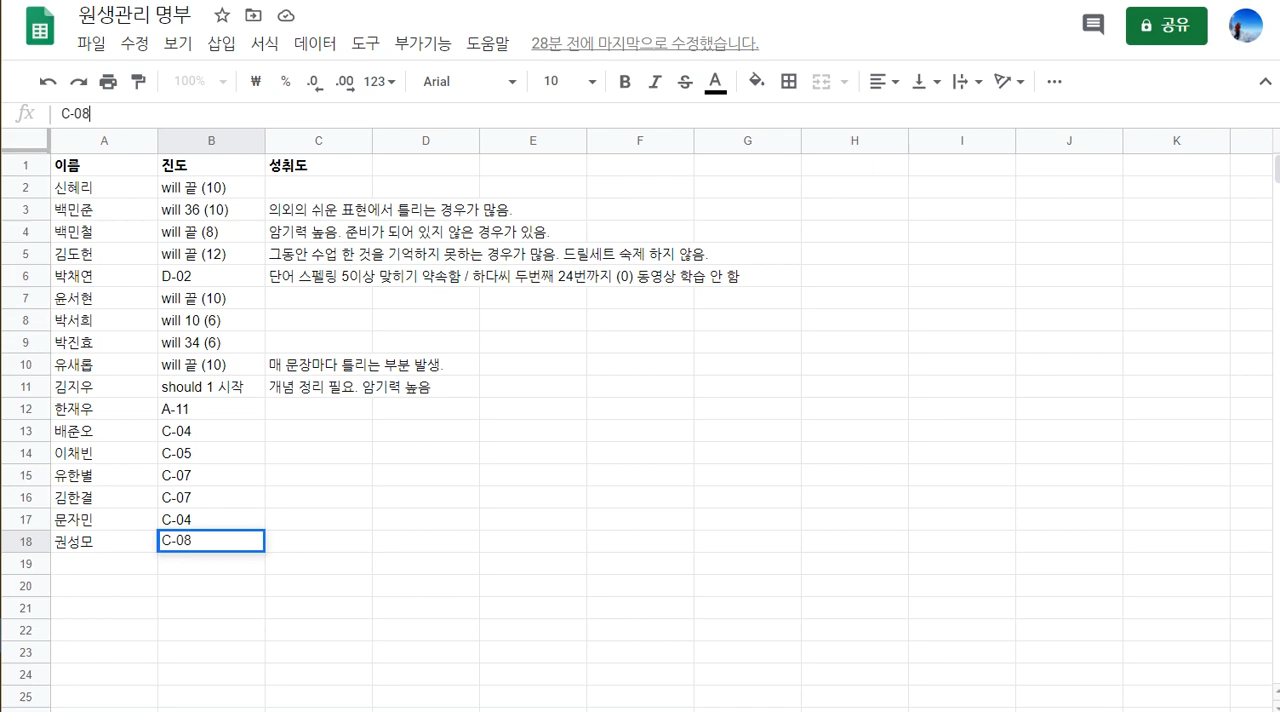 원생관리 명부
파일 수정 보기 삽입 서식 데이터 도구 부가기능 도움말 28분 전에 마지막으로 수정했습니다.
공유
100% ₩ % .0 .00 123 Arial 10 B I S A
fx C-08
A B C D E F G H I J K
1 이름 진도 성취도
2 신혜리 will 끝 (10)
3 백민준 will 36 (10) 의외의 쉬운 표현에서 틀리는 경우가 많음.
4 백민철 will 끝 (8) 암기력 높음. 준비가 되어 있지 않은 경우가 있음.
5 김도헌 will 끝 (12) 그동안 수업 한 것을 기억하지 못하는 경우가 많음. 드릴세트 숙제 하지 않음.
6 박채연 D-02 단어 스펠링 5이상 맞히기 약속함 / 하다씨 두번째 24번까지 (0) 동영상 학습 안 함
7 윤서현 will 끝 (10)
8 박서희 will 10 (6)
9 박진효 will 34 (6)
10 유새롭 will 끝 (10) 매 문장마다 틀리는 부분 발생.
11 김지우 should 1 시작 개념 정리 필요. 암기력 높음
12 한재우 A-11
13 배준오 C-04
14 이채빈 C-05
15 유한별 C-07
16 김한결 C-07
17 문자민 C-04
18 권성모 C-08
19
20
21
22
23
24
25